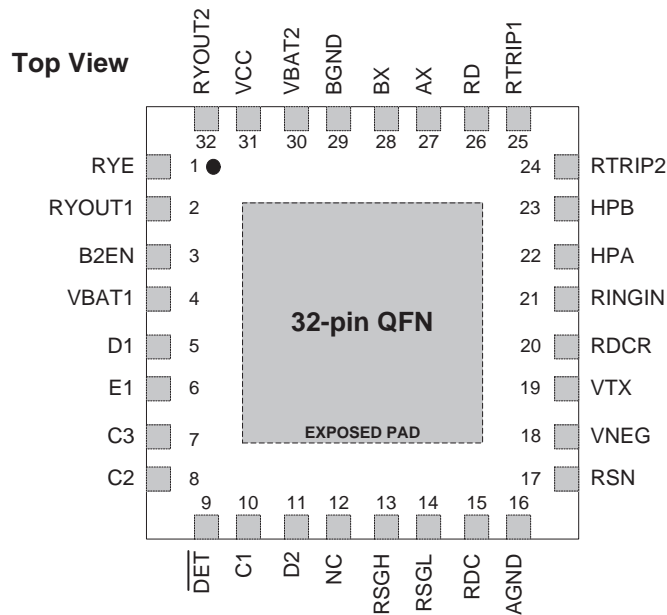 Top View
RYOUT2
VCC
VBAT2
BGND
BX
AX
RD
RTRIP1
32
31
30
29
28
27
26
25
RYE
1
24
RTRIP2
RYOUT1
2
23
HPB
B2EN
3
22
HPA
VBAT1
4
21
RINGIN
32-pin QFN
D1
5
20
RDCR
E1
6
19
VTX
C3
7
18
VNEG
EXPOSED PAD
C2
8
17
RSN
9
10
11
12
13
14
15
16
DET
C1
D2
NC
RSGH
RSGL
RDC
AGND